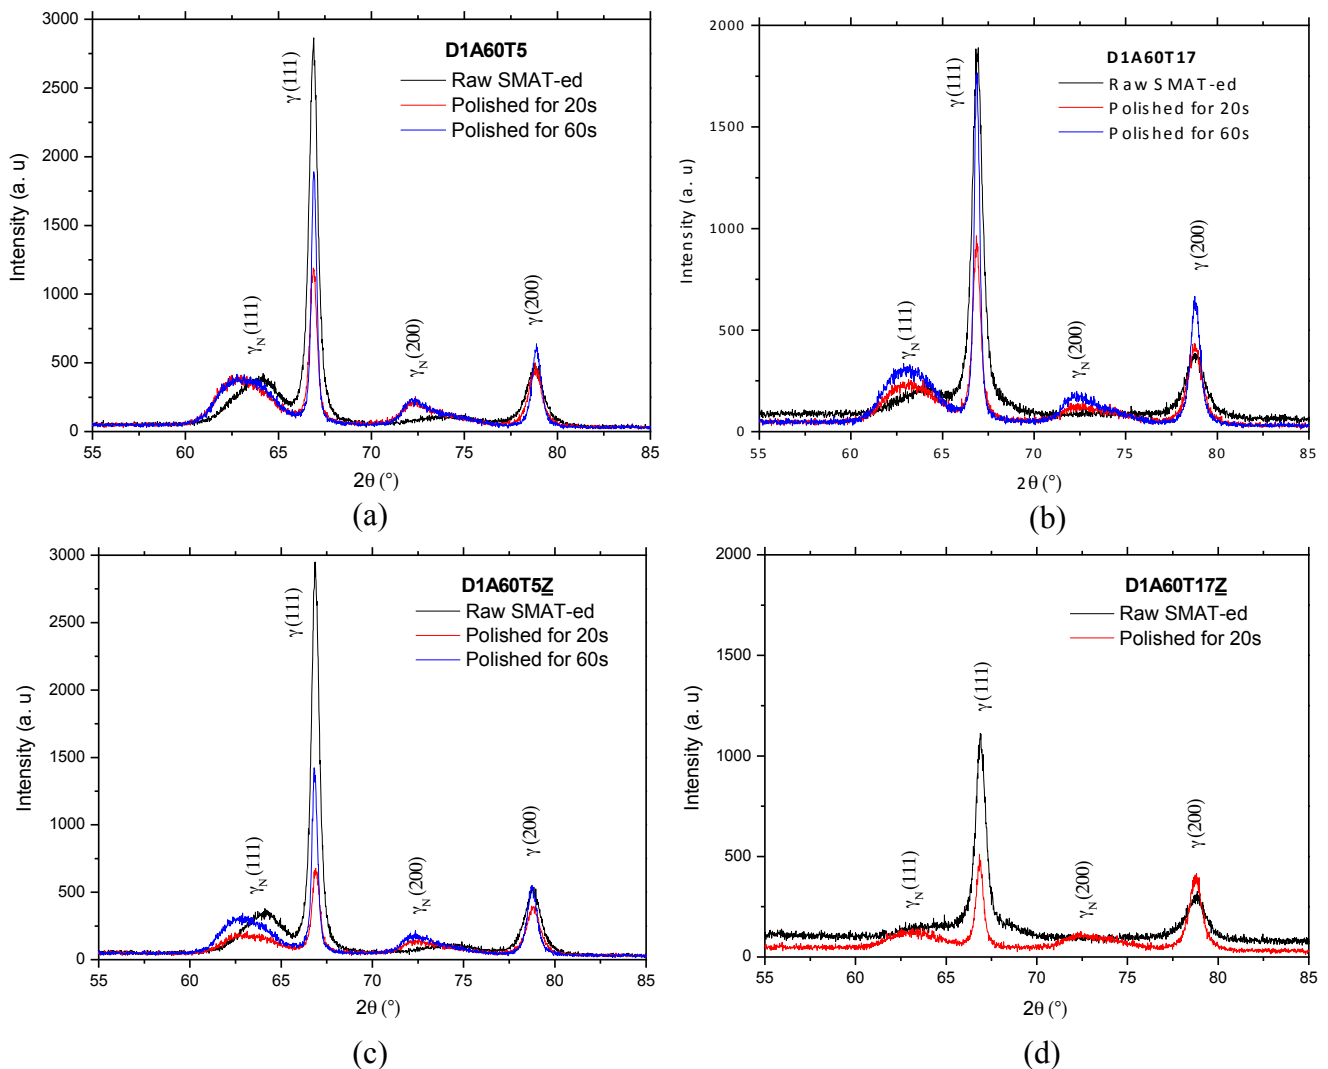 D1A60T5
Raw SMAT-ed
Polished for 20s
Polished for 60s
γ (111)
γN (111)
γN (200)
γ (200)
Intensity (a. u)
3000
2500
2000
1500
1000
500
0
55 60 65 70 75 80 85
2θ (°)
(a)
D1A60T17
Raw SMAT-ed
Polished for 20s
Polished for 60s
γ (111)
γN (111)
γN (200)
γ (200)
Intensity (a. u)
2000
1500
1000
500
0
55 60 65 70 75 80 85
2θ (°)
(b)
D1A60T5Z
Raw SMAT-ed
Polished for 20s
Polished for 60s
γ (111)
γN (111)
γN (200)
γ (200)
Intensity (a. u)
3000
2500
2000
1500
1000
500
0
55 60 65 70 75 80 85
2θ (°)
(c)
D1A60T17Z
Raw SMAT-ed
Polished for 20s
γ (111)
γN (111)
γN (200)
γ (200)
Intensity (a. u)
2000
1500
1000
500
0
55 60 65 70 75 80 85
2θ (°)
(d)